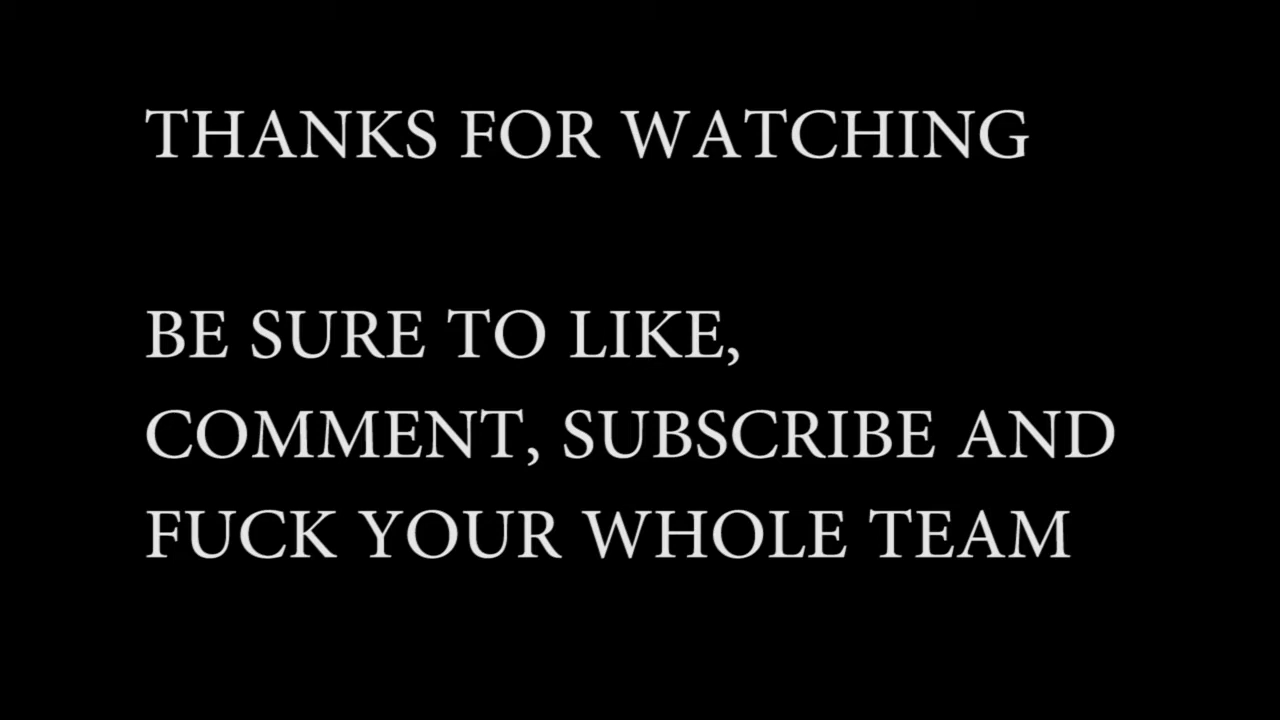 THANKS FOR WATCHING
BE SURE TO LIKE,
COMMENT, SUBSCRIBE AND
FUCK YOUR WHOLE TEAM